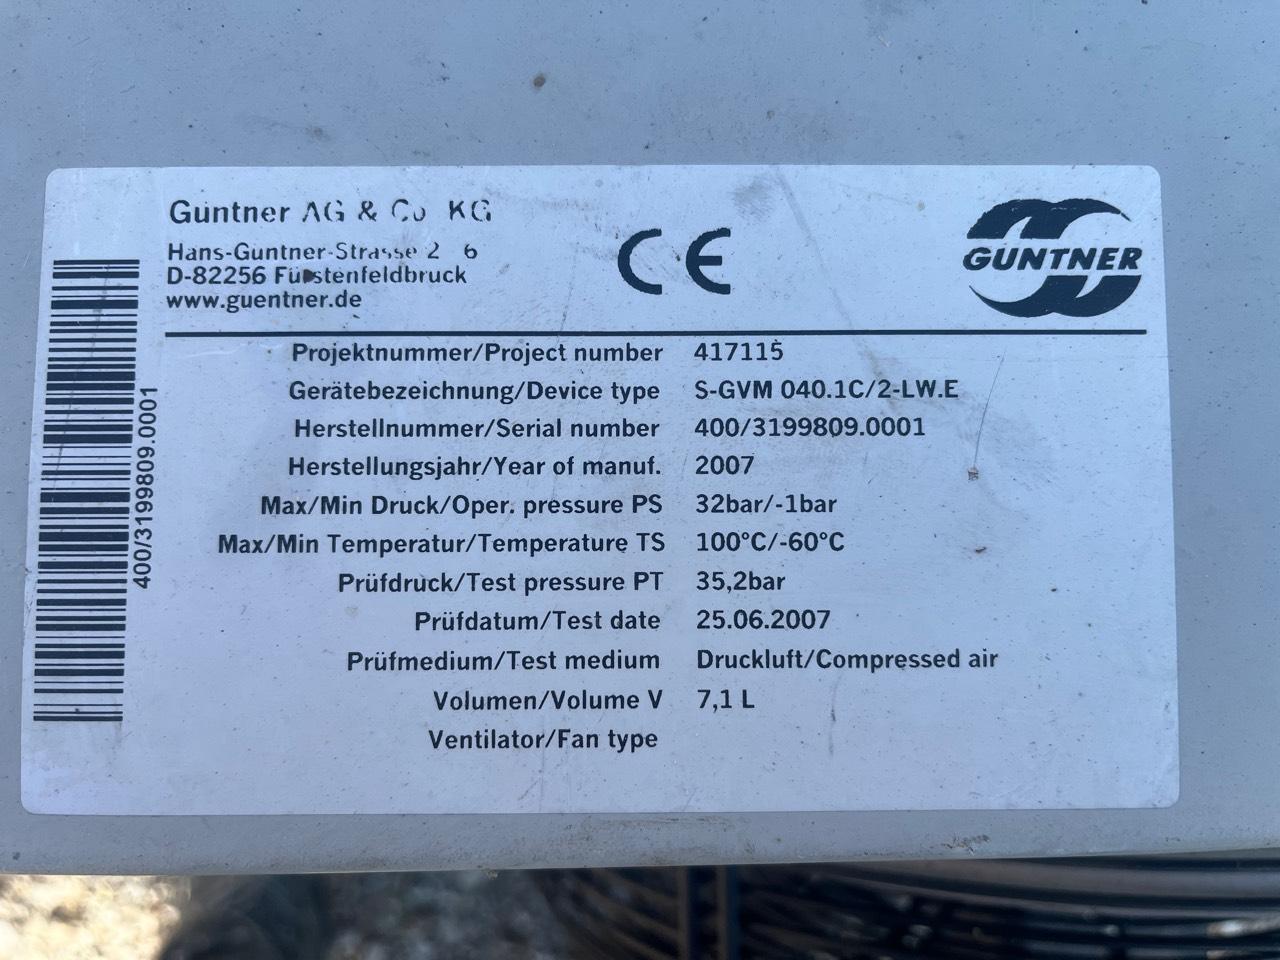 Güntner AG & Co KG
Hans-Güntner-Strasse 2 6
D-82256 Fürstenfeldbruck
www.guentner.de
CE
GÜNTNER
Projektnummer/Project number 417115
Gerätebezeichnung/Device type S-GVM 040.1C/2-LW.E
Herstellnummer/Serial number 400/3199809.0001
Herstellungsjahr/Year of manuf. 2007
Max/Min Druck/Oper. pressure PS 32bar/-1bar
Max/Min Temperatur/Temperature TS 100°C/-60°C
Prüfdruck/Test pressure PT 35,2bar
Prüfdatum/Test date 25.06.2007
Prüfmedium/Test medium Druckluft/Compressed air
Volumen/Volume V 7,1 L
Ventilator/Fan type
400/3199809.0001